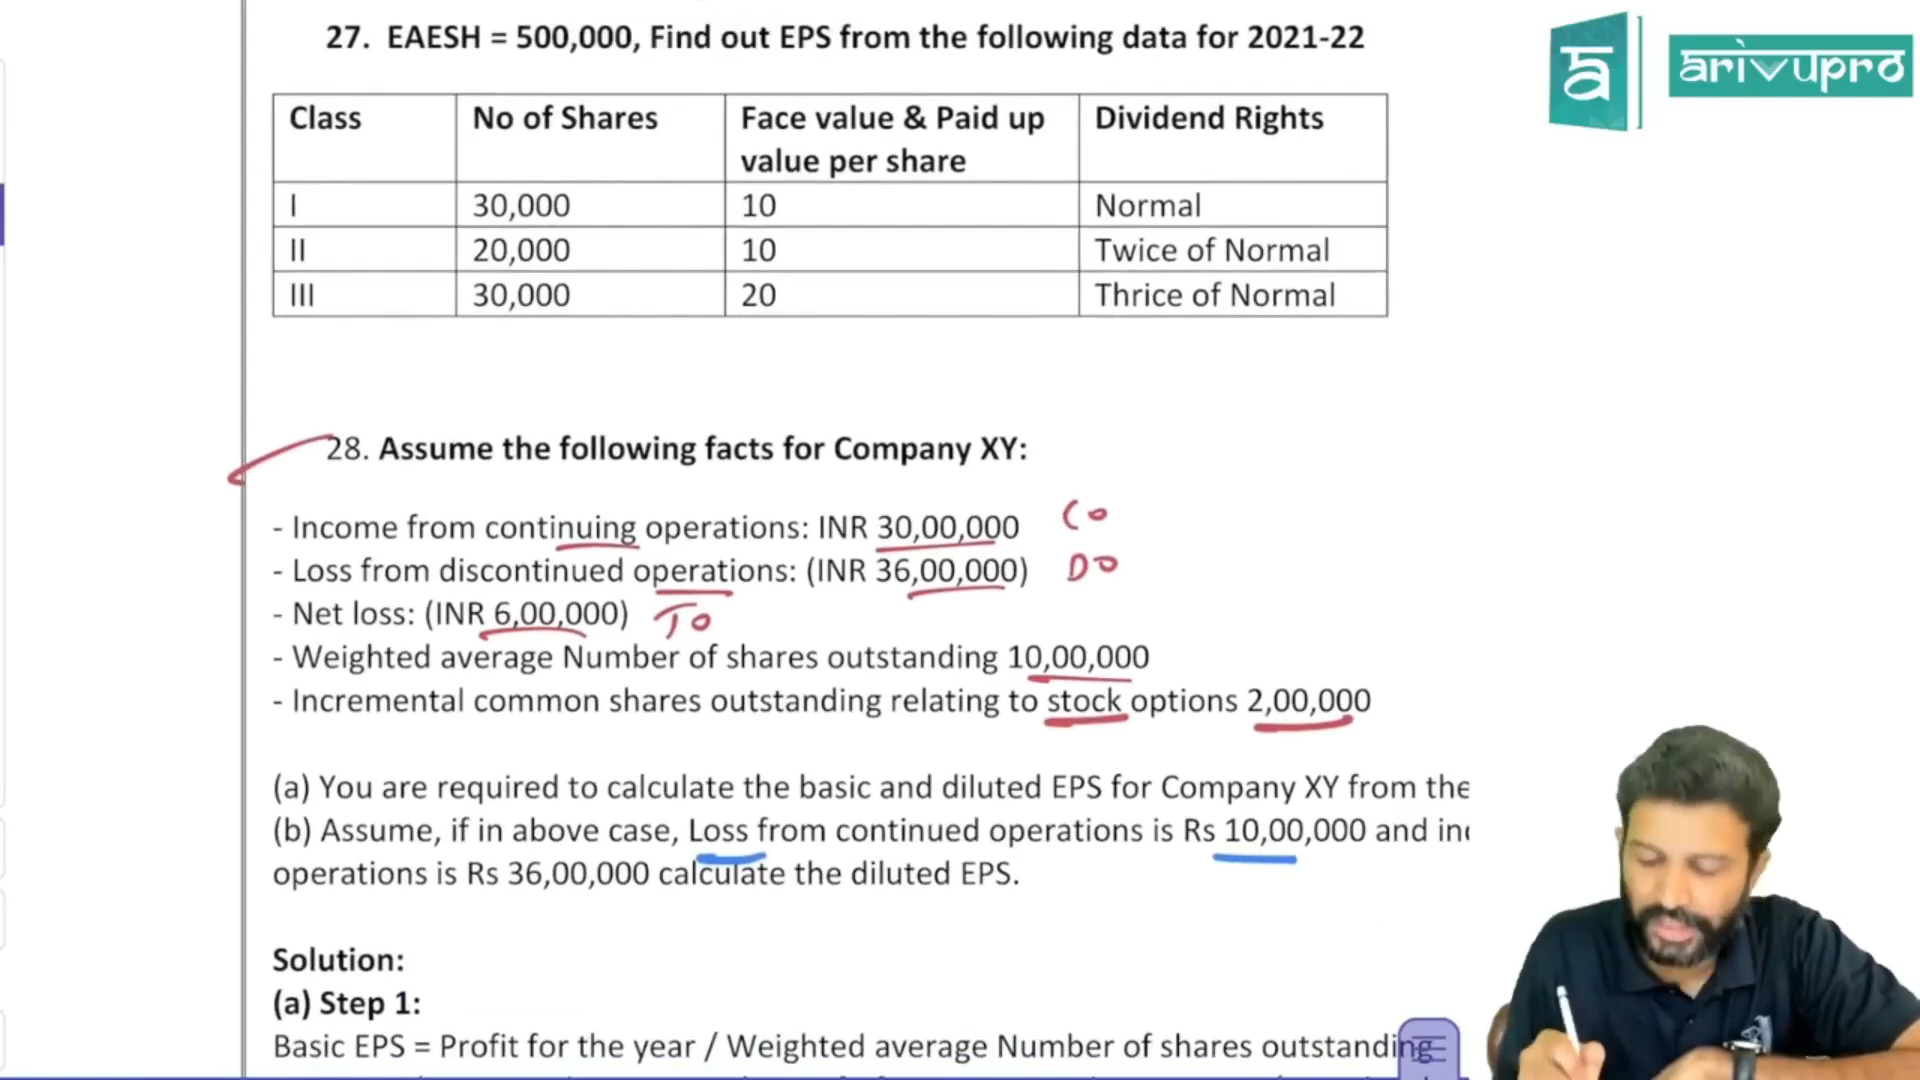 27. EAESH = 500,000, Find out EPS from the following data for 2021-22
ā
arivupro
Class No of Shares Face value & Paid up value per share Dividend Rights
I 30,000 10 Normal
II 20,000 10 Twice of Normal
III 30,000 20 Thrice of Normal
28. Assume the following facts for Company XY:
- Income from continuing operations: INR 30,00,000 CO
- Loss from discontinued operations: (INR 36,00,000) DO
- Net loss: (INR 6,00,000) TO
- Weighted average Number of shares outstanding 10,00,000
- Incremental common shares outstanding relating to stock options 2,00,000
(a) You are required to calculate the basic and diluted EPS for Company XY from the
(b) Assume, if in above case, Loss from continued operations is Rs 10,00,000 and
operations is Rs 36,00,000 calculate the diluted EPS.
Solution:
(a) Step 1:
Basic EPS = Profit for the year / Weighted average Number of shares outstanding